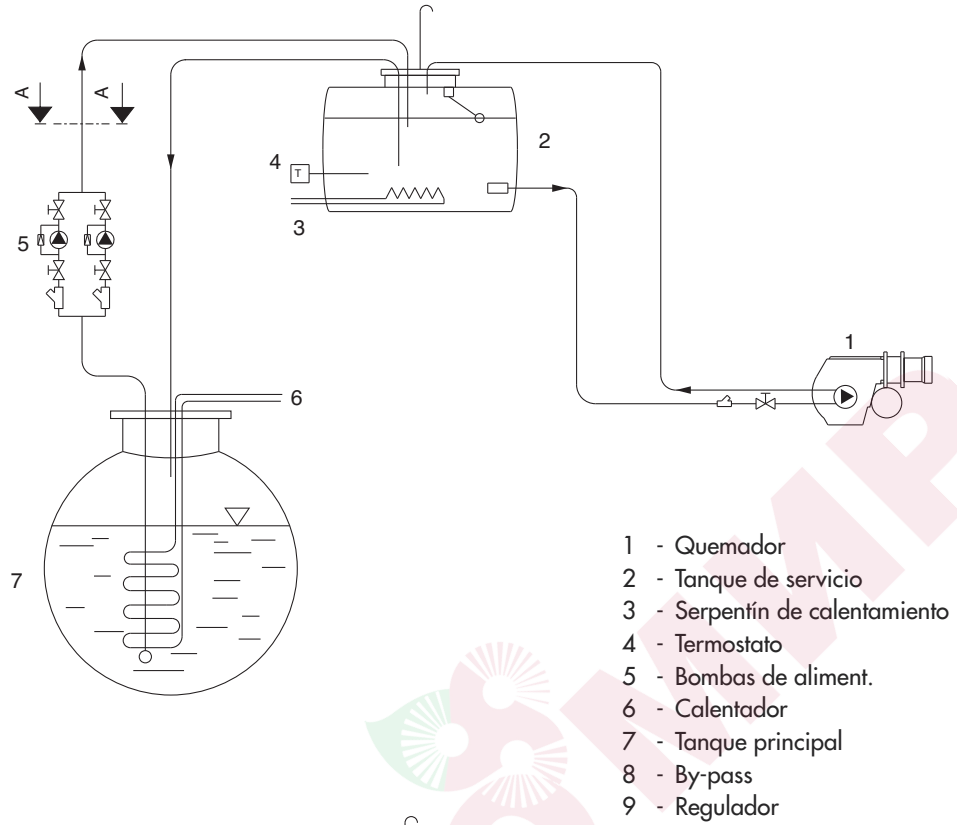 A
A
4
T
2
3
5
1
6
7
1 - Quemador
2 - Tanque de servicio
3 - Serpentín de calentamiento
4 - Termostato
5 - Bombas de aliment.
6 - Calentador
7 - Tanque principal
8 - By-pass
9 - Regulador
МИР